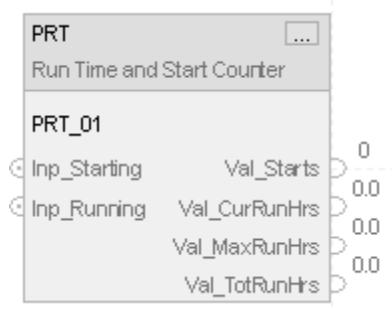 PRT ...
Run Time and Start Counter
PRT_01
Inp_Starting Val_Starts 0
Inp_Running Val_CurRunHrs 0.0
Val_MaxRunHrs 0.0
Val_TotRunHrs 0.0